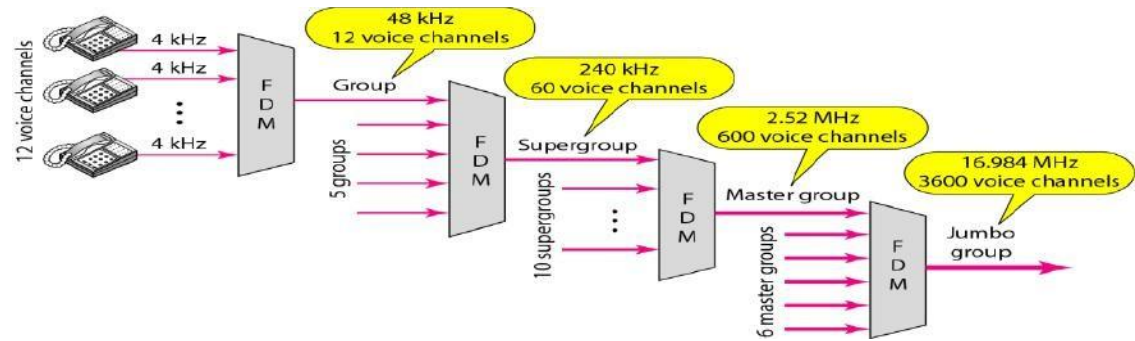 12 voice channels
4 kHz
4 kHz
4 kHz
F
D
M
48 kHz
12 voice channels
Group
5 groups
F
D
M
240 kHz
60 voice channels
Supergroup
10 supergroups
F
D
M
2.52 MHz
600 voice channels
Master group
6 master groups
F
D
M
16.984 MHz
3600 voice channels
Jumbo
group